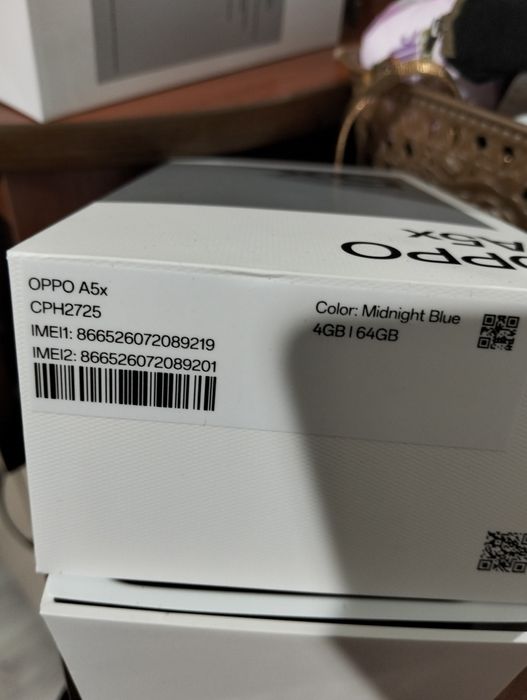 OPPO
A5x
OPPO A5x
CPH2725
IMEI1: 866526072089219
IMEI2: 866526072089201
Color: Midnight Blue
4GB | 64GB